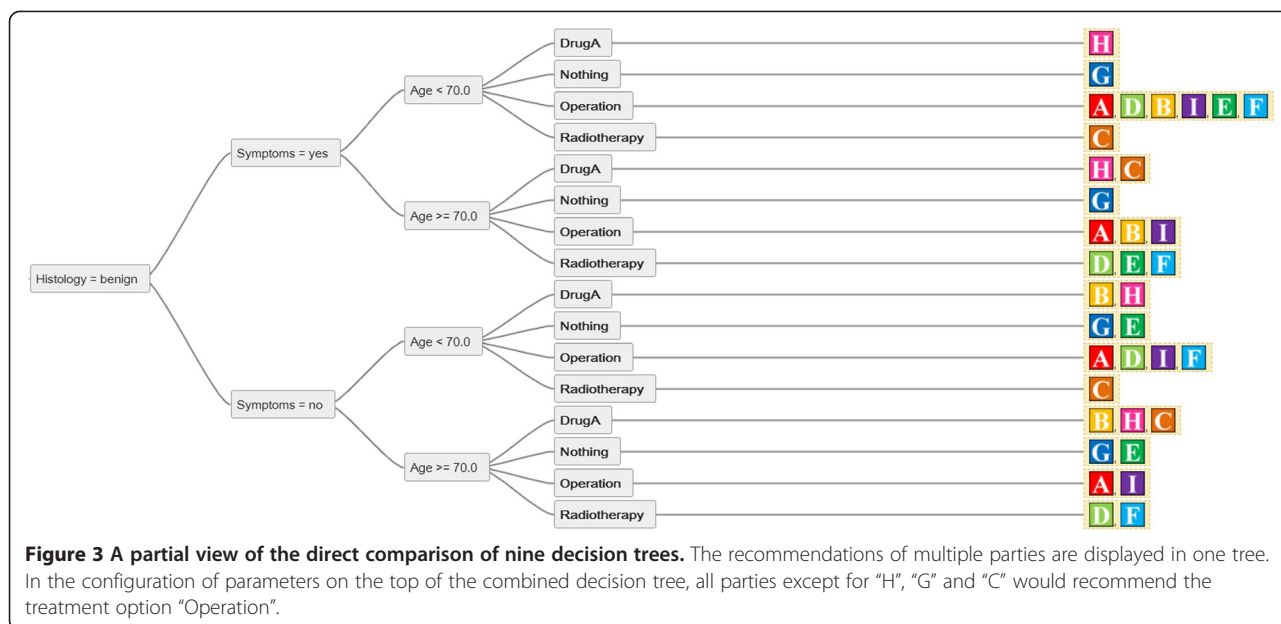 DrugA H
Nothing G
Age < 70.0
Operation A, D, B, I, E, F
Radiotherapy C
Symptoms = yes
DrugA H, C
Nothing G
Age >= 70.0
Operation A, B, I
Radiotherapy D, E, F
Histology = benign
DrugA B, H
Nothing G, E
Age < 70.0
Operation A, D, I, F
Radiotherapy C
Symptoms = no
DrugA B, H, C
Nothing G, E
Age >= 70.0
Operation A, I
Radiotherapy D, F
Figure 3 A partial view of the direct comparison of nine decision trees. The recommendations of multiple parties are displayed in one tree.
In the configuration of parameters on the top of the combined decision tree, all parties except for “H”, “G” and “C” would recommend the
treatment option “Operation”.